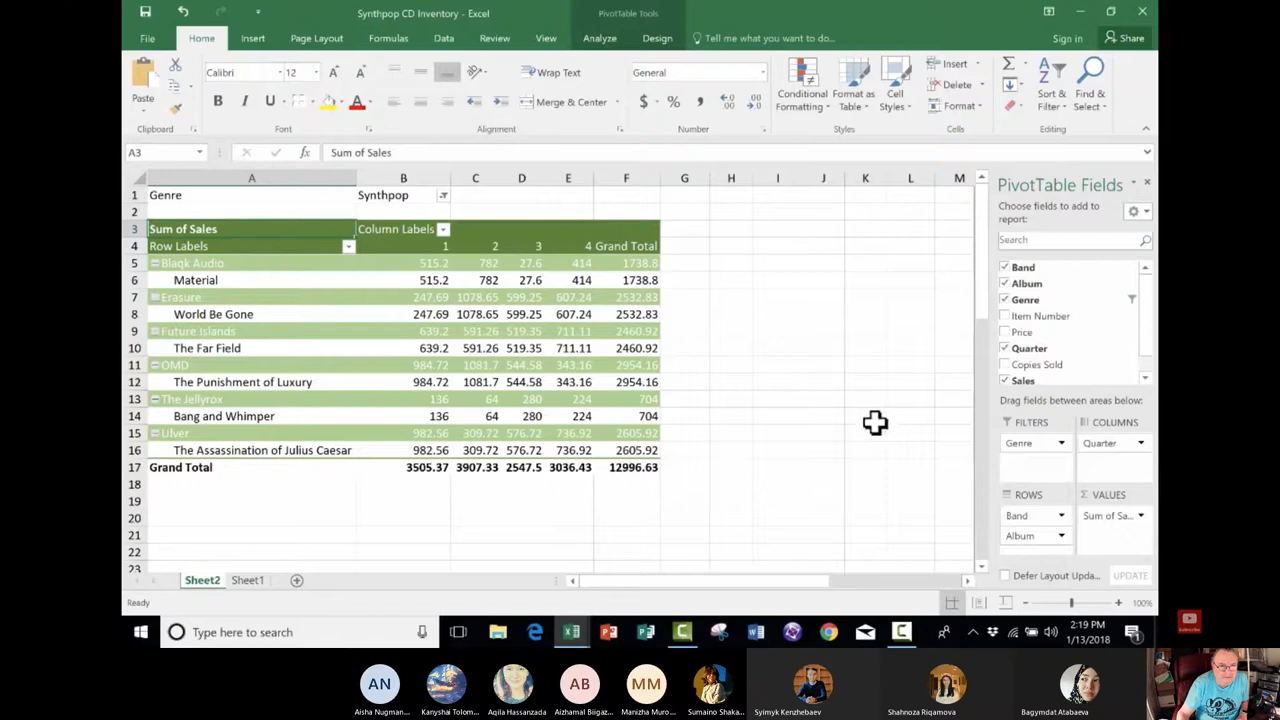 Synthpop CD Inventory - Excel
PivotTable Tools
File Home Insert Page Layout Formulas Data Review View Analyze Design Tell me what you want to do... Sign in Share
Calibri 12 Wrap Text General Insert
Paste B I U Merge & Center $ % Conditional Formatting Format as Table Cell Styles Delete Format Sort & Filter Find & Select
Clipboard Font Alignment Number Styles Cells Editing
A3 fx Sum of Sales
A B C D E F G H I J K L M
1 Genre Synthpop
2
3 Sum of Sales Column Labels
4 Row Labels 1 2 3 4 Grand Total
5 Blaqk Audio 515.2 782 27.6 414 1738.8
6 Material 515.2 782 27.6 414 1738.8
7 Erasure 247.69 1078.65 599.25 607.24 2532.83
8 World Be Gone 247.69 1078.65 599.25 607.24 2532.83
9 Future Islands 639.2 591.26 519.35 711.11 2460.92
10 The Far Field 639.2 591.26 519.35 711.11 2460.92
11 OMD 984.72 1081.7 544.58 343.16 2954.16
12 The Punishment of Luxury 984.72 1081.7 544.58 343.16 2954.16
13 The Jellyrox 136 64 280 224 704
14 Bang and Whimper 136 64 280 224 704
15 Ulver 982.56 309.72 576.72 736.92 2605.92
16 The Assassination of Julius Caesar 982.56 309.72 576.72 736.92 2605.92
17 Grand Total 3505.37 3907.33 2547.5 3036.43 12996.63
18
19
20
21
22
23
PivotTable Fields
Choose fields to add to report:
Search
Band
Album
Genre
Item Number
Price
Quarter
Copies Sold
Sales
Drag fields between areas below:
FILTERS COLUMNS
Genre Quarter
ROWS Σ VALUES
Band Sum of Sa...
Album
Defer Layout Upda... UPDATE
Sheet2 Sheet1
Ready 100%
Type here to search
2:19 PM
1/13/2018
AN AB MM
Aisha Nugman... Kanyshai Tolom... Aqila Hassanzada Aizhamal Biigaz... Manizha Muro... Sumaino Shaka... Syimyk Kenzhebaev Shahnoza Riqamova Bagymdat Atabaeva